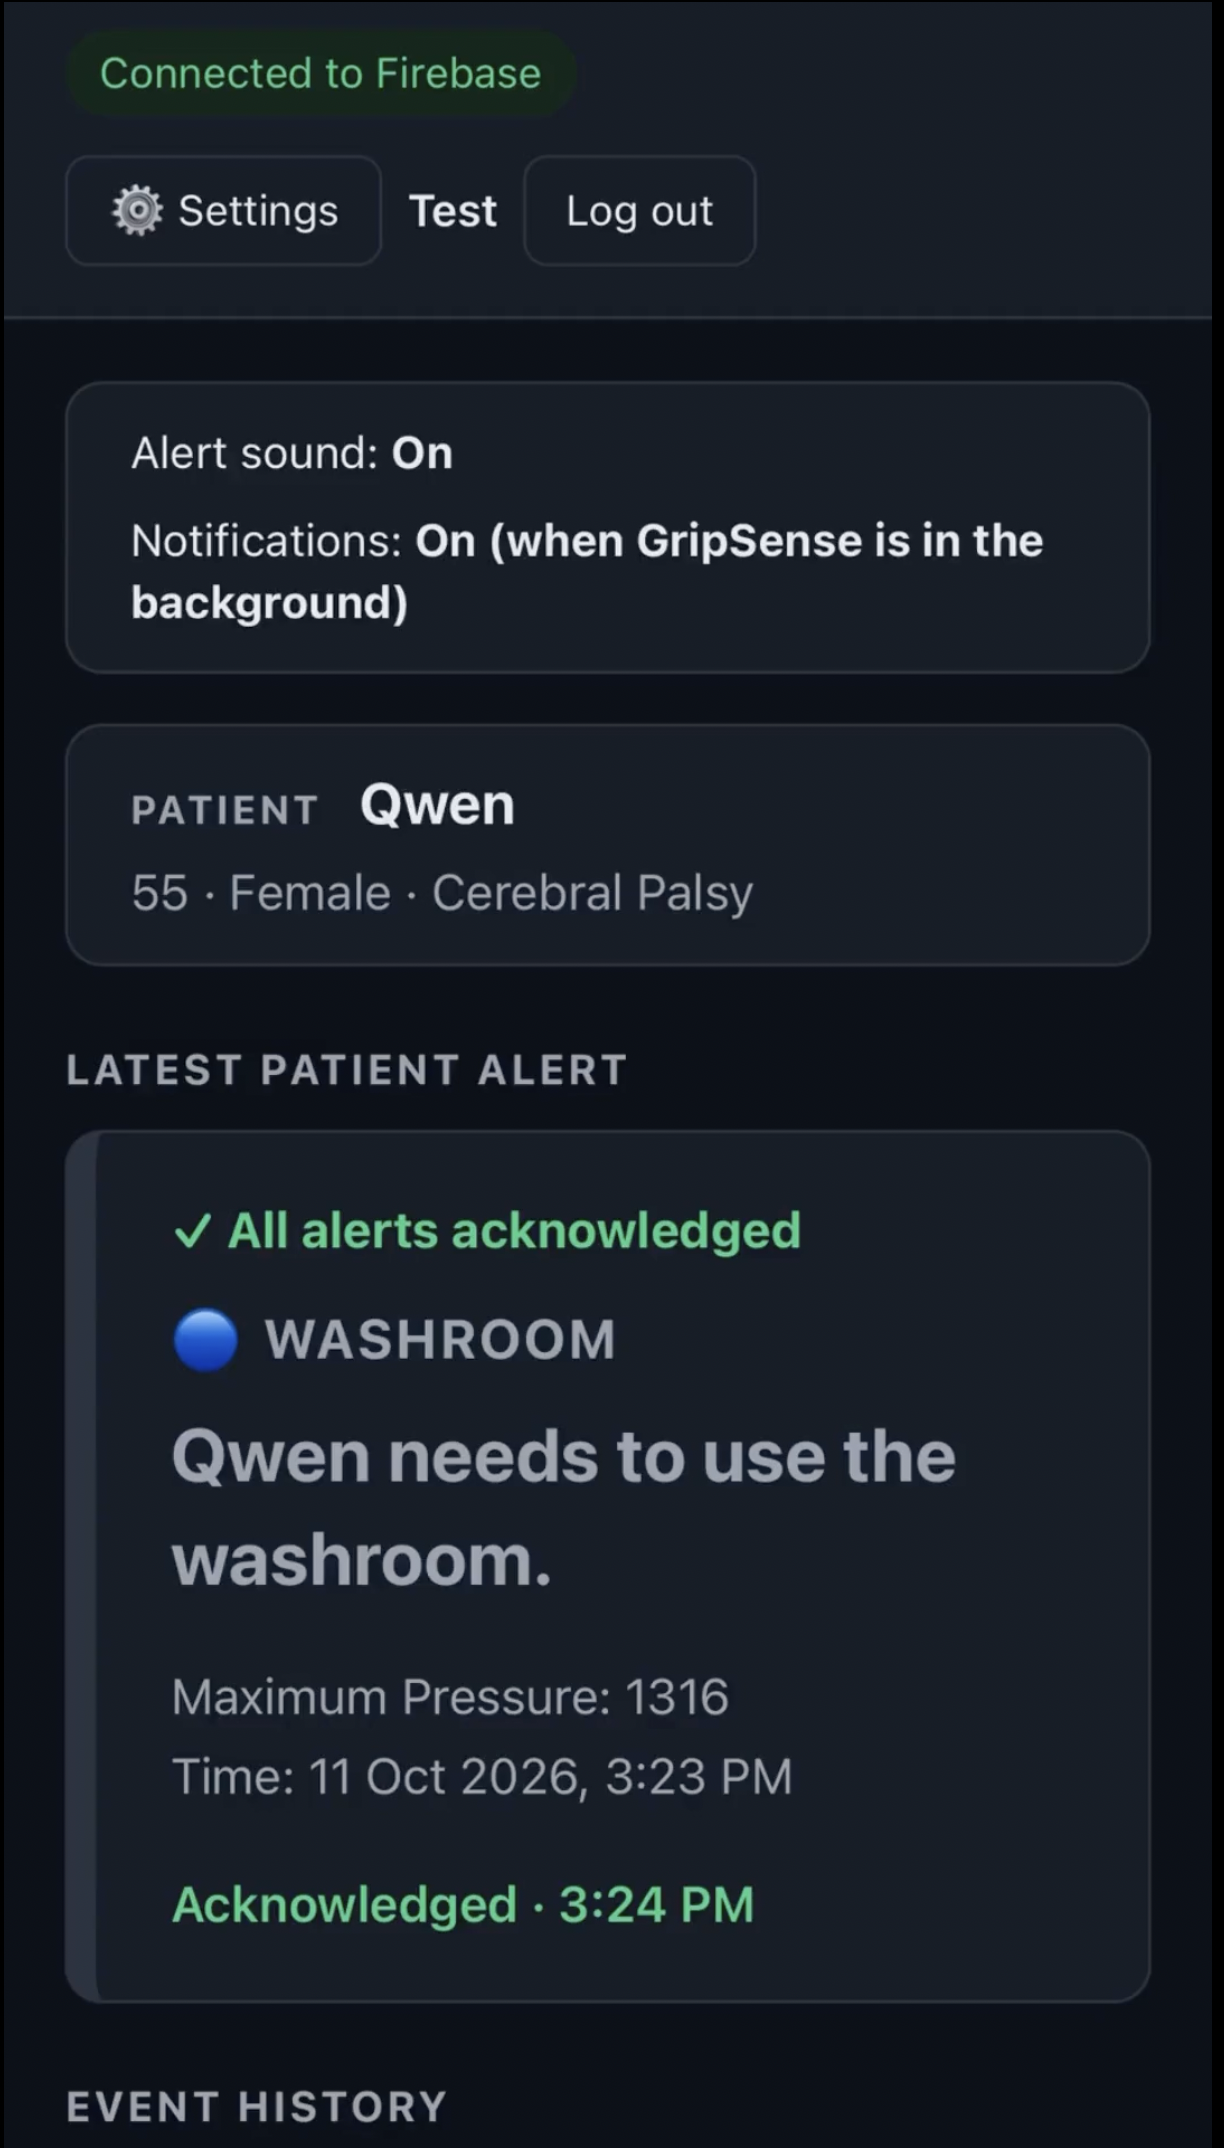 Connected to Firebase
⚙️ Settings Test Log out
Alert sound: On
Notifications: On (when GripSense is in the
background)
PATIENT Qwen
55 · Female · Cerebral Palsy
LATEST PATIENT ALERT
✓ All alerts acknowledged
🔵 WASHROOM
Qwen needs to use the
washroom.
Maximum Pressure: 1316
Time: 11 Oct 2026, 3:23 PM
Acknowledged · 3:24 PM
EVENT HISTORY